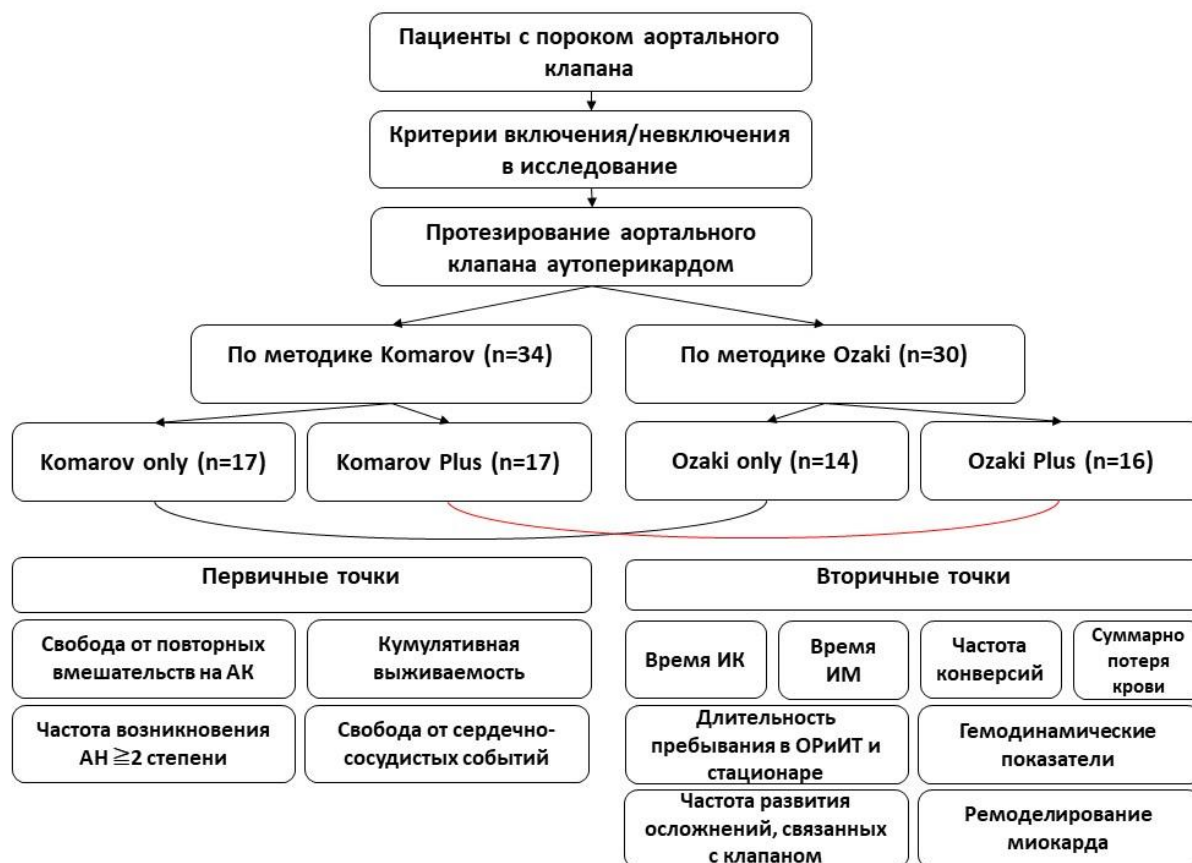 Пациенты с пороком аортального
клапана
Критерии включения/невключения
в исследование
Протезирование аортального
клапана аутоперикардом
По методике Komarov (n=34)
По методике Ozaki (n=30)
Komarov only (n=17)
Komarov Plus (n=17)
Ozaki only (n=14)
Ozaki Plus (n=16)
Первичные точки
Свобода от повторных
вмешательств на АК
Кумулятивная
выживаемость
Частота возникновения
АН ≧2 степени
Свобода от сердечно-
сосудистых событий
Вторичные точки
Время ИК
Время
ИМ
Частота
конверсий
Суммарно
потеря
крови
Длительность
пребывания в ОРиИТ и
стационаре
Гемодинамические
показатели
Частота развития
осложнений, связанных
с клапаном
Ремоделирование
миокарда